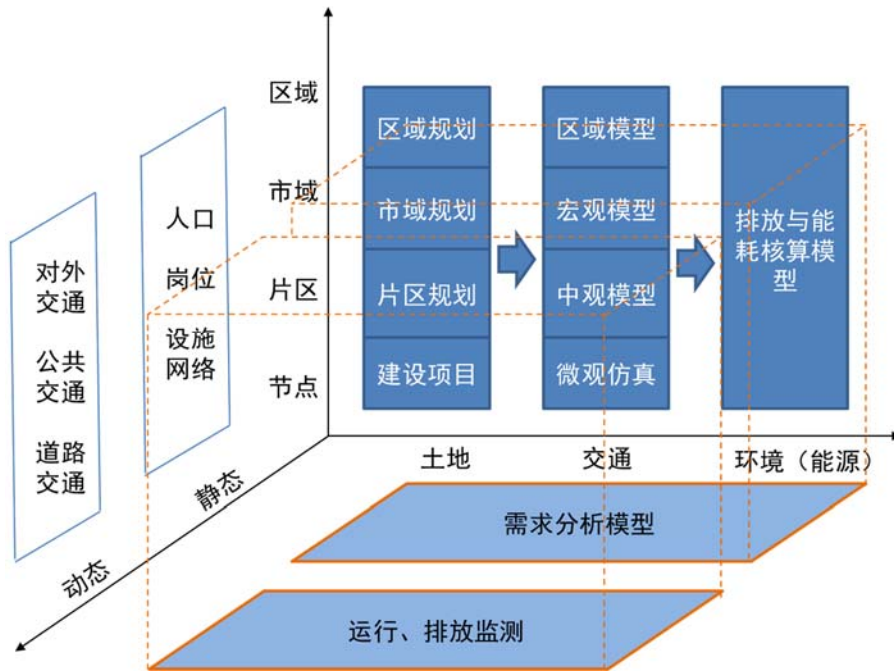 区域
市域
片区
节点
对外
交通
公共
交通
道路
交通
人口
岗位
设施
网络
区域规划
市域规划
片区规划
建设项目
区域模型
宏观模型
中观模型
微观仿真
排放与能
耗核算模
型
土地
交通
环境（能源）
静态
动态
需求分析模型
运行、排放监测